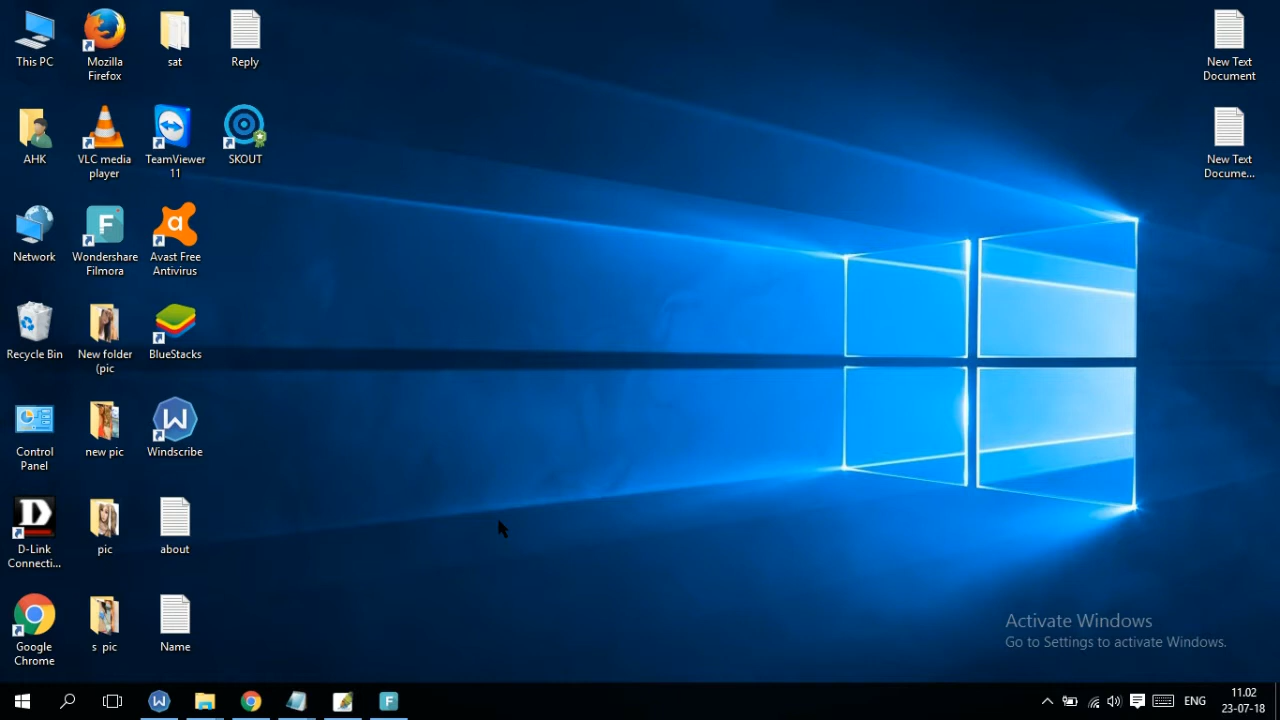 This PC
Mozilla
Firefox
sat
Reply
New Text
Document
AHK
VLC media
player
TeamViewer
11
SKOUT
New Text
Docume...
Network
Wondershare
Filmora
Avast Free
Antivirus
Recycle Bin
New folder
(pic
BlueStacks
Control
Panel
new pic
Windscribe
D-Link
Connecti...
pic
about
Google
Chrome
s pic
Name
Activate Windows
Go to Settings to activate Windows.
ENG
11.02
23-07-18